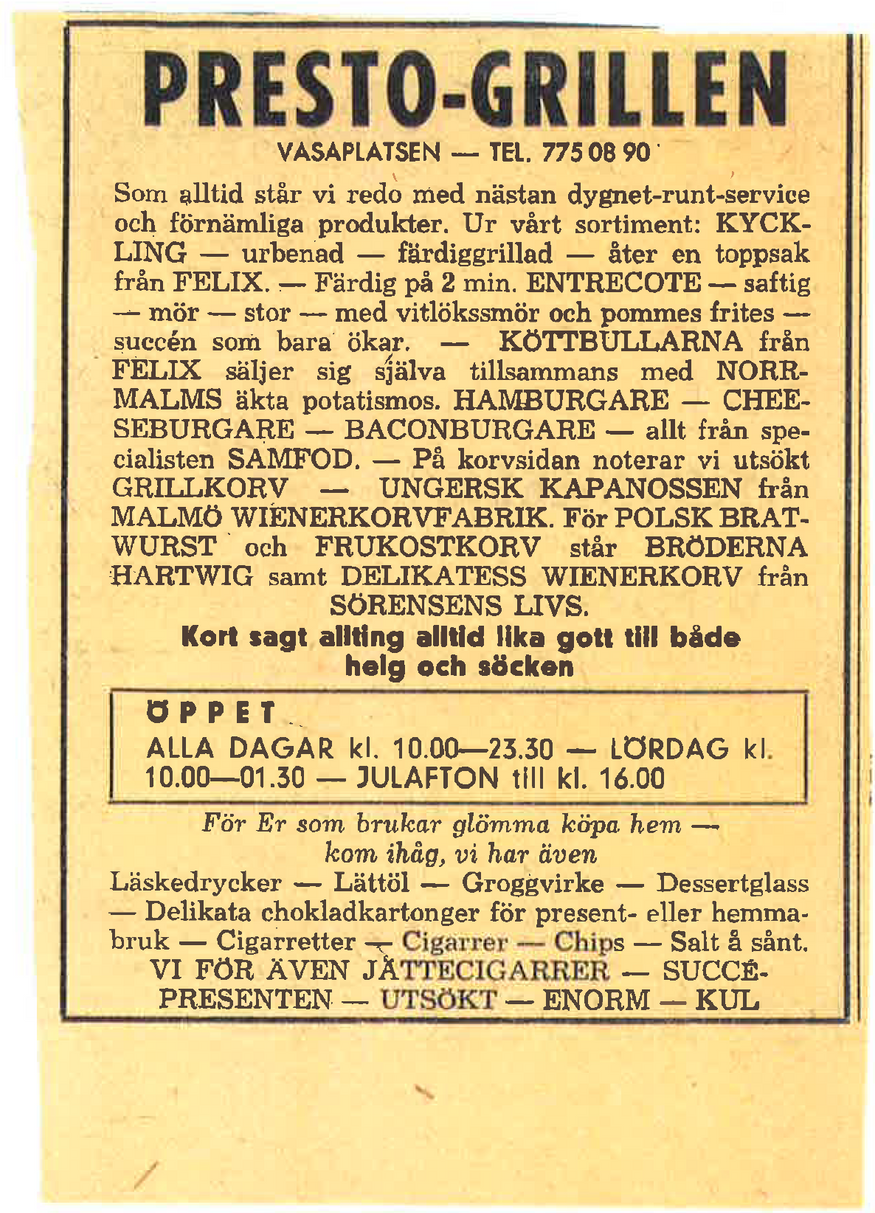 PRESTO-GRILLEN
VASAPLATSEN — TEL. 775 08 90
Som alltid står vi redo med nästan dygnet-runt-service
och förnämliga produkter. Ur vårt sortiment: KYCK-
LING — urbenad — färdiggrillad — åter en toppsak
från FELIX. — Färdig på 2 min. ENTRECOTE — saftig
— mör — stor — med vitlökssmör och pommes frites —
succén som bara ökar. — KÖTTBULLARNA från
FELIX säljer sig själva tillsammans med NORR-
MALMS äkta potatismos. HAMBURGARE — CHEE-
SEBURGARE — BACONBURGARE — allt från spe-
cialisten SAMFOD. — På korvsidan noterar vi utsökt
GRILLKORV — UNGERSK KAPANOSSEN från
MALMÖ WIENERKORVFABRIK. För POLSK BRAT-
WURST och FRUKOSTKORV står BRÖDERNA
HARTWIG samt DELIKATESS WIENERKORV från
SÖRENSENS LIVS.
Kort sagt allting alltid lika gott till både
helg och söcken
ÖPPET
ALLA DAGAR kl. 10.00—23.30 — LÖRDAG kl.
10.00—01.30 — JULAFTON till kl. 16.00
För Er som brukar glömma köpa hem —
kom ihåg, vi har även
Läskedrycker — Lättöl — Groggvirke — Dessertglass
— Delikata chokladkartonger för present- eller hemma-
bruk — Cigarretter — Cigarrer — Chips — Salt å sånt.
VI FÖR ÄVEN JÄTTECIGARRER — SUCCÉ-
PRESENTEN — UTSÖKT — ENORM — KUL